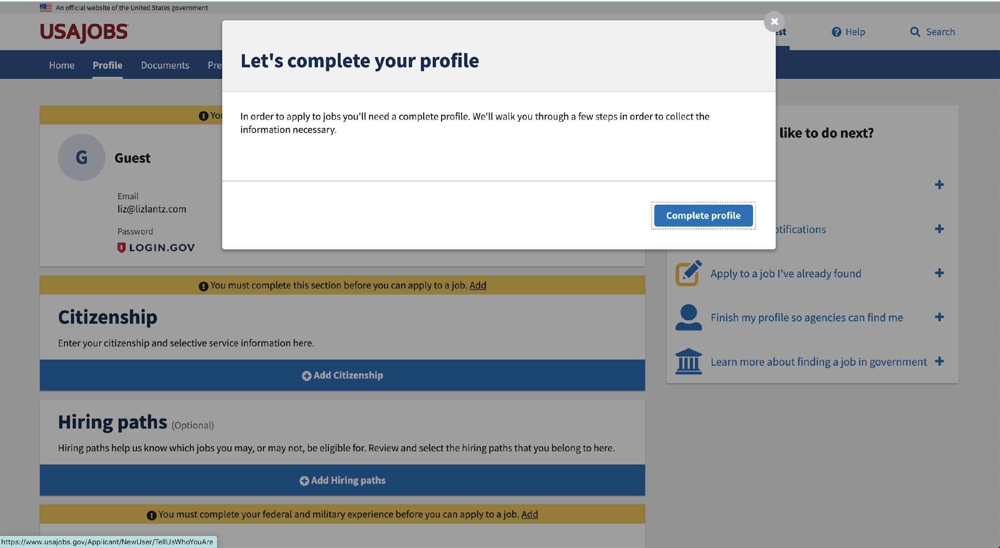 An official website of the United States government
USAJOBS
Help
Search
Home
Profile
Documents
Let's complete your profile
In order to apply to jobs you'll need a complete profile. We'll walk you through a few steps in order to collect the
information necessary.
Complete profile
G
Guest
Email
liz@lizlantz.com
Password
LOGIN.GOV
You must complete this section before you can apply to a job. Add
Citizenship
Enter your citizenship and selective service information here.
Add Citizenship
Hiring paths (Optional)
Hiring paths help us know which jobs you may, or may not, be eligible for. Review and select the hiring paths that you belong to here.
Add Hiring paths
You must complete your federal and military experience before you can apply to a job. Add
like to do next?
Apply to a job I've already found
Finish my profile so agencies can find me
Learn more about finding a job in government
https://www.usajobs.gov/Applicant/NewUser/TellUsWhoYouAre